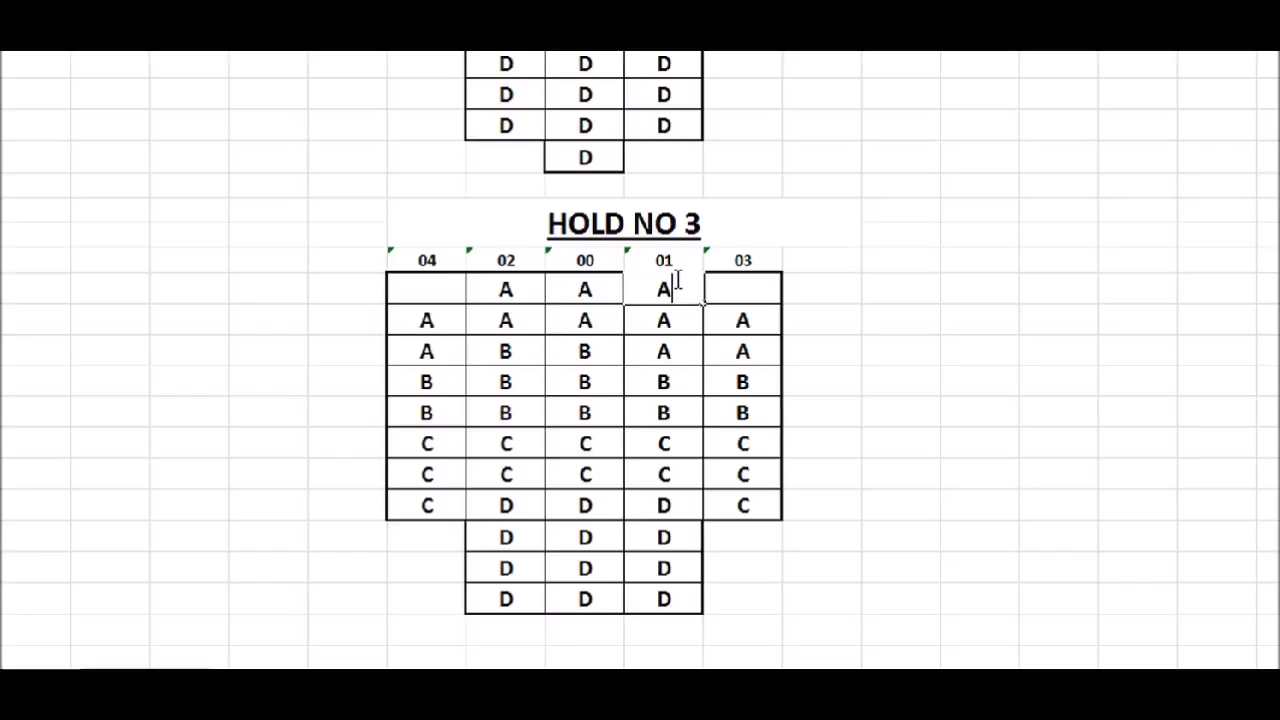 D D D
D D D
D D D
D
HOLD NO 3
04 02 00 01 03
A A A
A A A A A
A B B A A
B B B B B
B B B B B
C C C C C
C C C C C
C D D D C
D D D
D D D
D D D